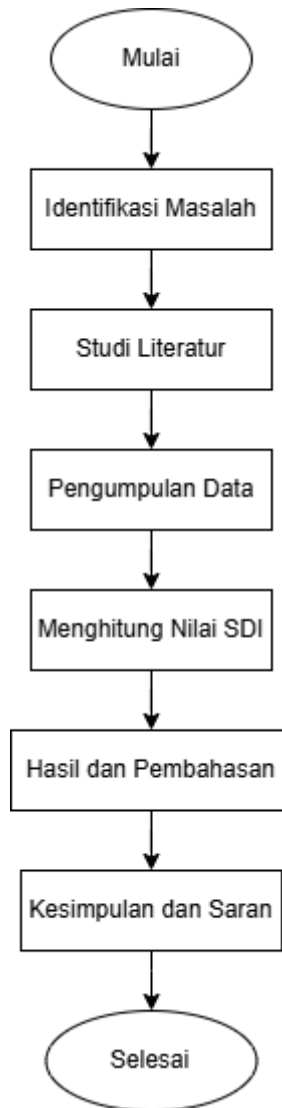 Mulai
Identifikasi Masalah
Studi Literatur
Pengumpulan Data
Menghitung Nilai SDI
Hasil dan Pembahasan
Kesimpulan dan Saran
Selesai